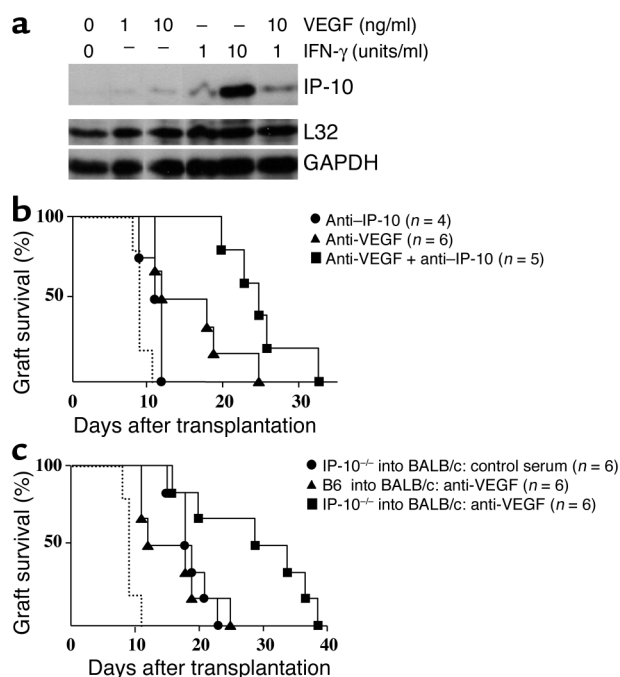 a
0 1 10 – – 10 VEGF (ng/ml)
0 – – 1 10 1 IFN-γ (units/ml)
IP-10
L32
GAPDH
b
100
50
Graft survival (%)
0 10 20 30
Days after transplantation
Anti–IP-10 (n = 4)
Anti-VEGF (n = 6)
Anti-VEGF + anti–IP-10 (n = 5)
c
100
50
Graft survival (%)
0 10 20 30 40
Days after transplantation
IP-10–/– into BALB/c: control serum (n = 6)
B6 into BALB/c: anti-VEGF (n = 6)
IP-10–/– into BALB/c: anti-VEGF (n = 6)